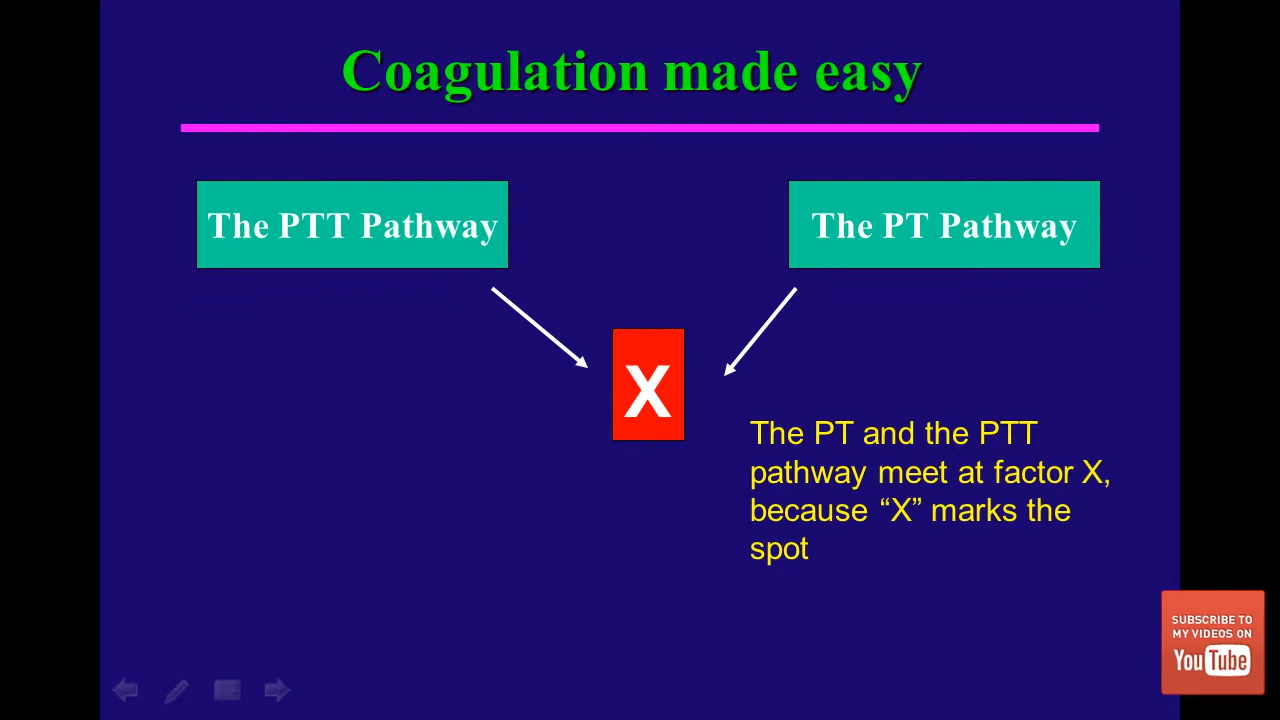 Coagulation made easy
The PTT Pathway
The PT Pathway
X
The PT and the PTT
pathway meet at factor X,
because “X” marks the
spot
SUBSCRIBE TO
MY VIDEOS ON
YouTube